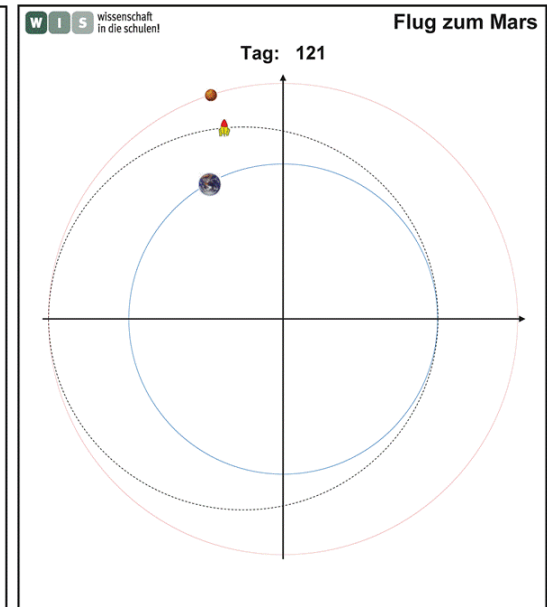 W I S
wissenschaft
in die schulen!
Flug zum Mars
Tag: 121